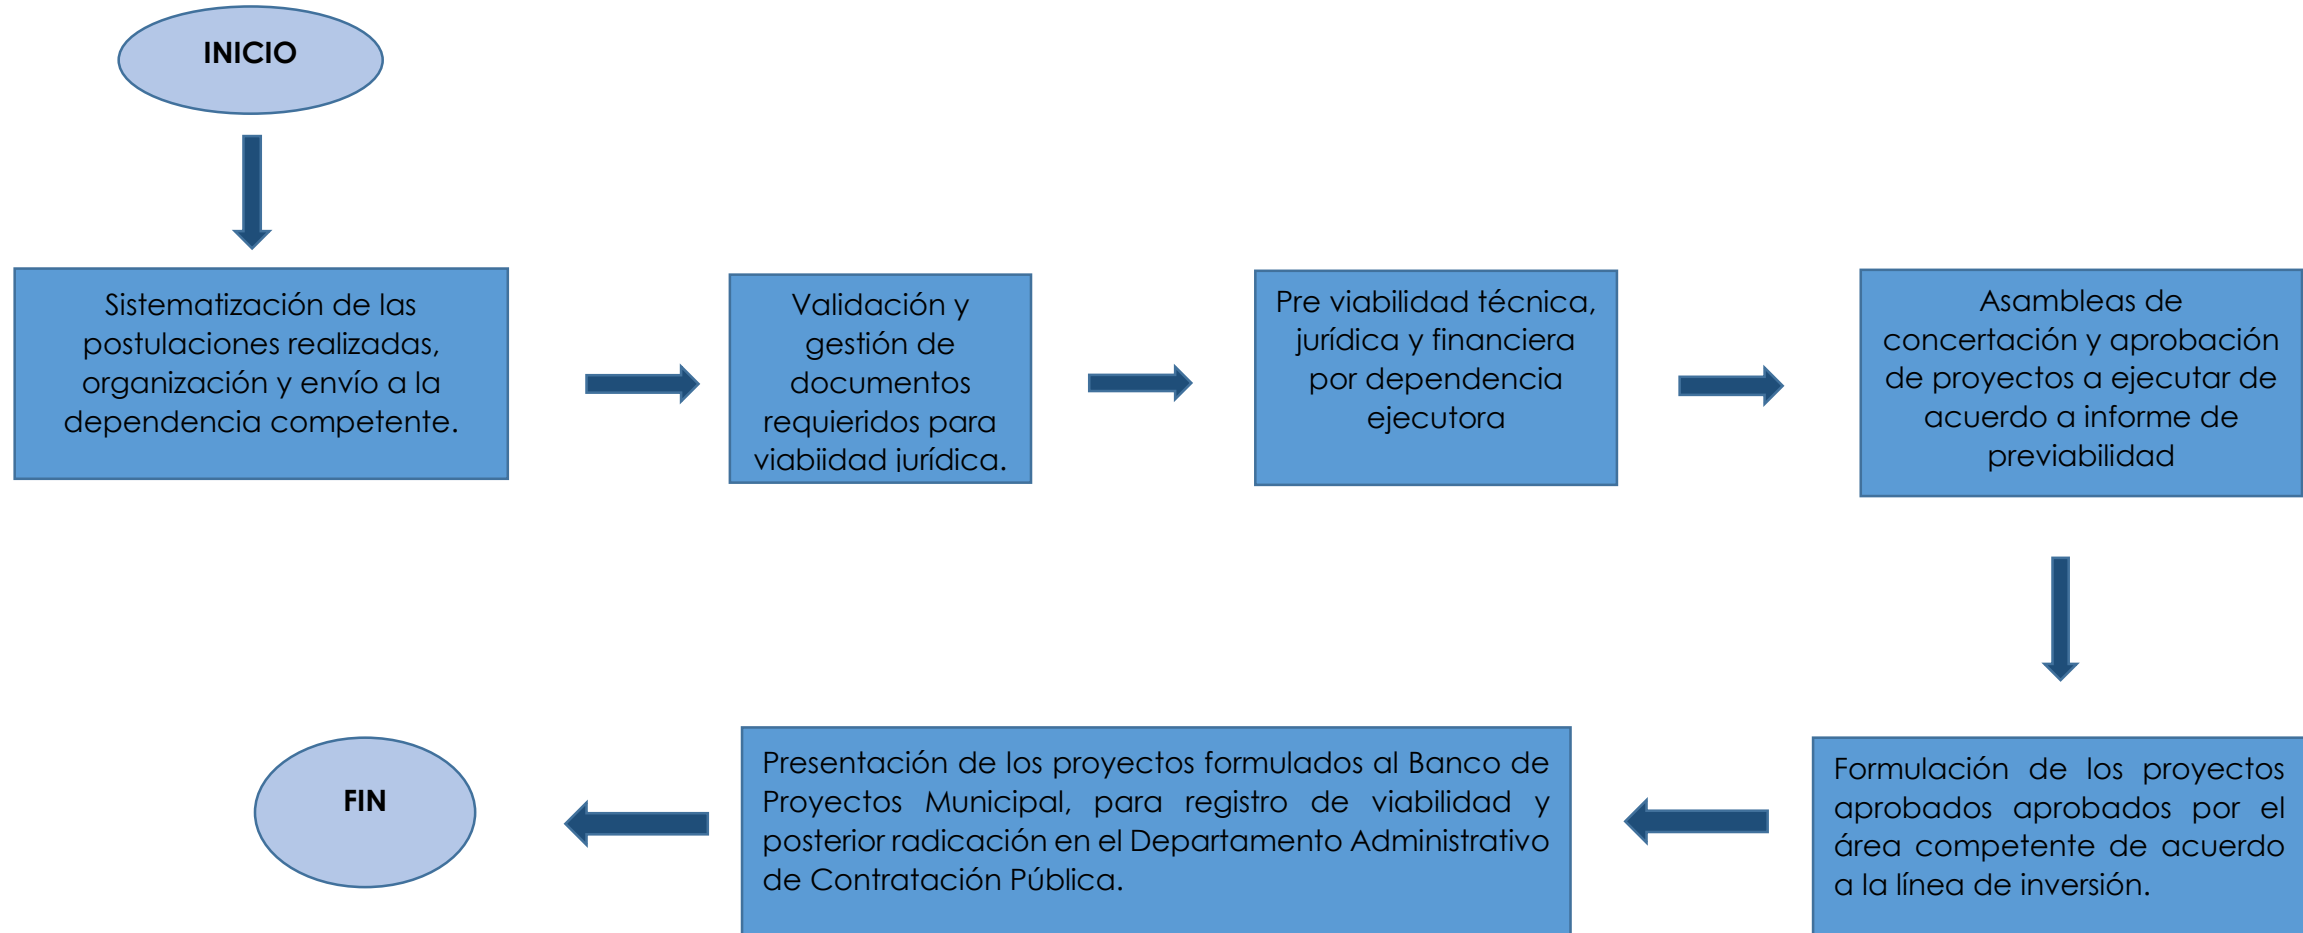 INICIO
Sistematización de las
postulaciones realizadas,
organización y envío a la
dependencia competente.
Validación y
gestión de
documentos
requieridos para
viabiidad jurídica.
Pre viabilidad técnica,
jurídica y financiera
por dependencia
ejecutora
Asambleas de
concertación y aprobación
de proyectos a ejecutar de
acuerdo a informe de
previabilidad
Formulación de los proyectos
aprobados aprobados por el
área competente de acuerdo
a la línea de inversión.
Presentación de los proyectos formulados al Banco de
Proyectos Municipal, para registro de viabilidad y
posterior radicación en el Departamento Administrativo
de Contratación Pública.
FIN